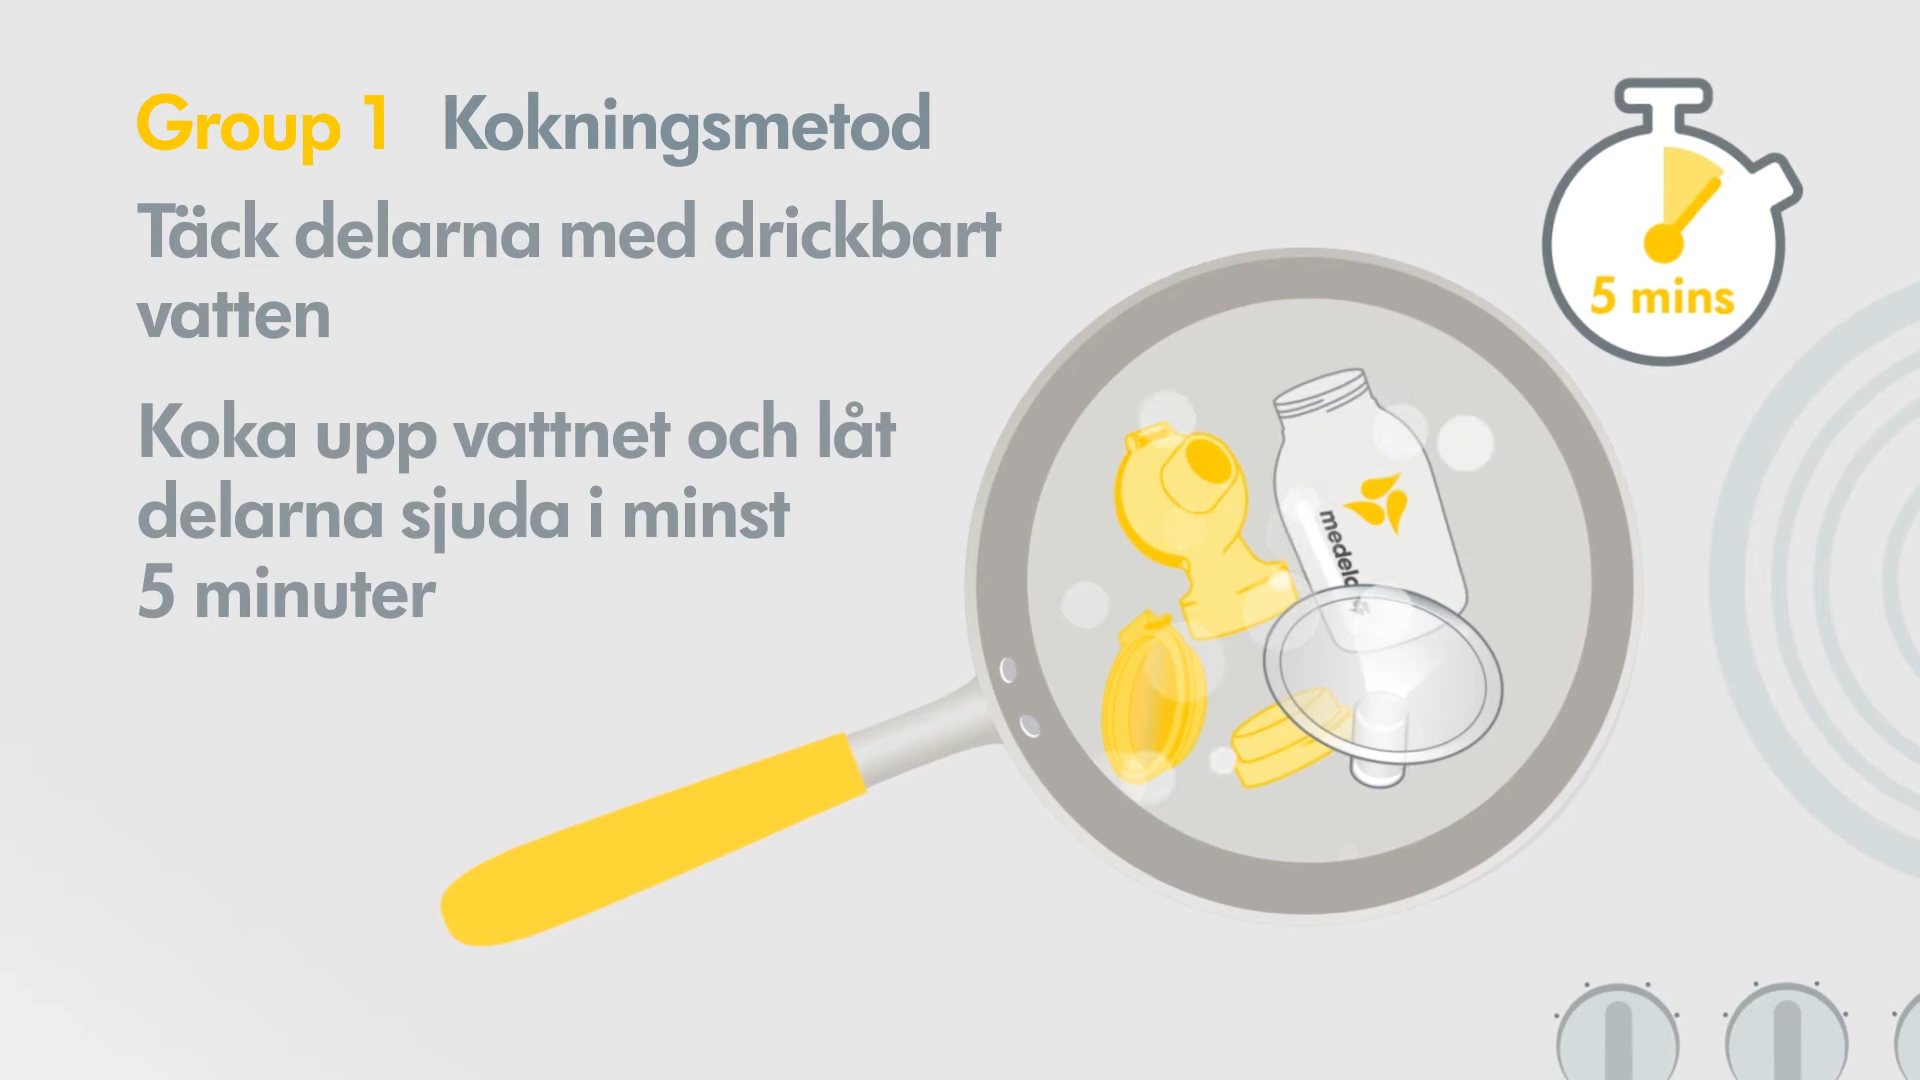 Group 1 Kokningsmetod
Täck delarna med drickbart
vatten
Koka upp vattnet och låt
delarna sjuda i minst
5 minuter
5 mins
medela